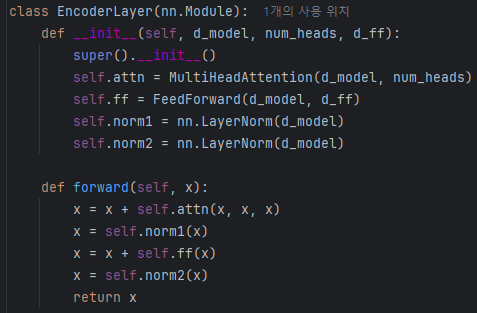 class EncoderLayer(nn.Module):  1개의 사용 위치
    def __init__(self, d_model, num_heads, d_ff):
        super().__init__()
        self.attn = MultiHeadAttention(d_model, num_heads)
        self.ff = FeedForward(d_model, d_ff)
        self.norm1 = nn.LayerNorm(d_model)
        self.norm2 = nn.LayerNorm(d_model)

    def forward(self, x):
        x = x + self.attn(x, x, x)
        x = self.norm1(x)
        x = x + self.ff(x)
        x = self.norm2(x)
        return x